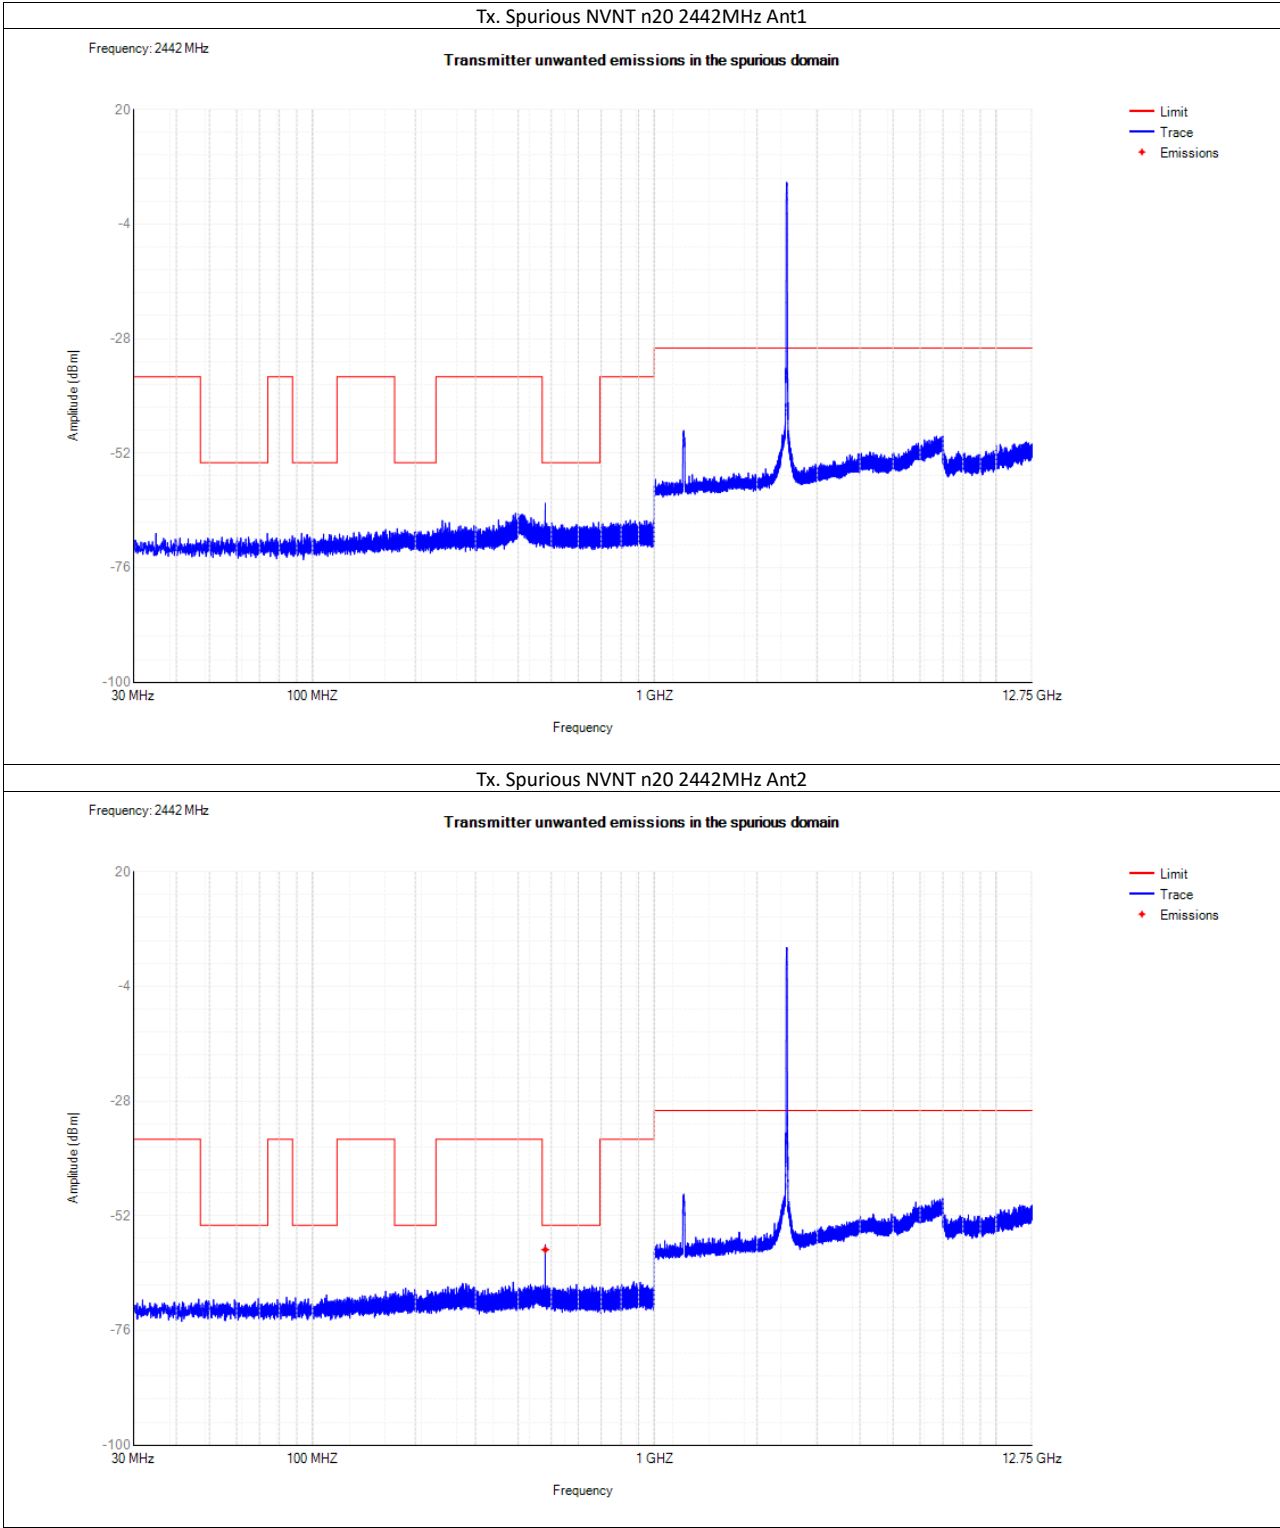 Tx. Spurious NVNT n20 2442MHz Ant1
Frequency: 2442 MHz
Transmitter unwanted emissions in the spurious domain
Limit
Trace
Emissions
20
-4
-28
-52
-76
-100
Amplitude [dBm]
30 MHz
100 MHZ
1 GHZ
12.75 GHz
Frequency
Tx. Spurious NVNT n20 2442MHz Ant2
Frequency: 2442 MHz
Transmitter unwanted emissions in the spurious domain
Limit
Trace
Emissions
20
-4
-28
-52
-76
-100
Amplitude [dBm]
30 MHz
100 MHZ
1 GHZ
12.75 GHz
Frequency